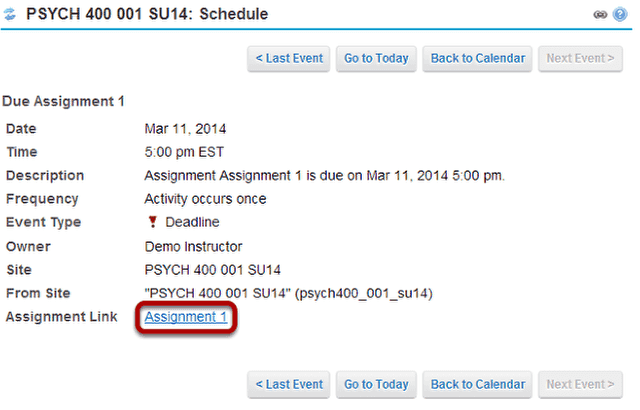 PSYCH 400 001 SU14: Schedule
< Last Event Go to Today Back to Calendar Next Event >
Due Assignment 1
Date Mar 11, 2014
Time 5:00 pm EST
Description Assignment Assignment 1 is due on Mar 11, 2014 5:00 pm.
Frequency Activity occurs once
Event Type Deadline
Owner Demo Instructor
Site PSYCH 400 001 SU14
From Site "PSYCH 400 001 SU14" (psych400_001_su14)
Assignment Link Assignment 1
< Last Event Go to Today Back to Calendar Next Event >